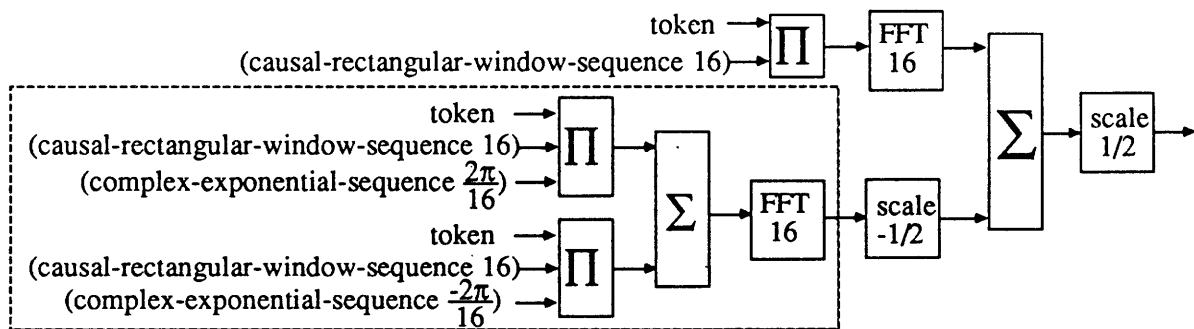 token
(causal-rectangular-window-sequence 16)
∏
FFT
16
token
(causal-rectangular-window-sequence 16)
(complex-exponential-sequence 2π/16)
∏
token
(causal-rectangular-window-sequence 16)
(complex-exponential-sequence -2π/16)
∏
∑
FFT
16
scale
-1/2
∑
scale
1/2